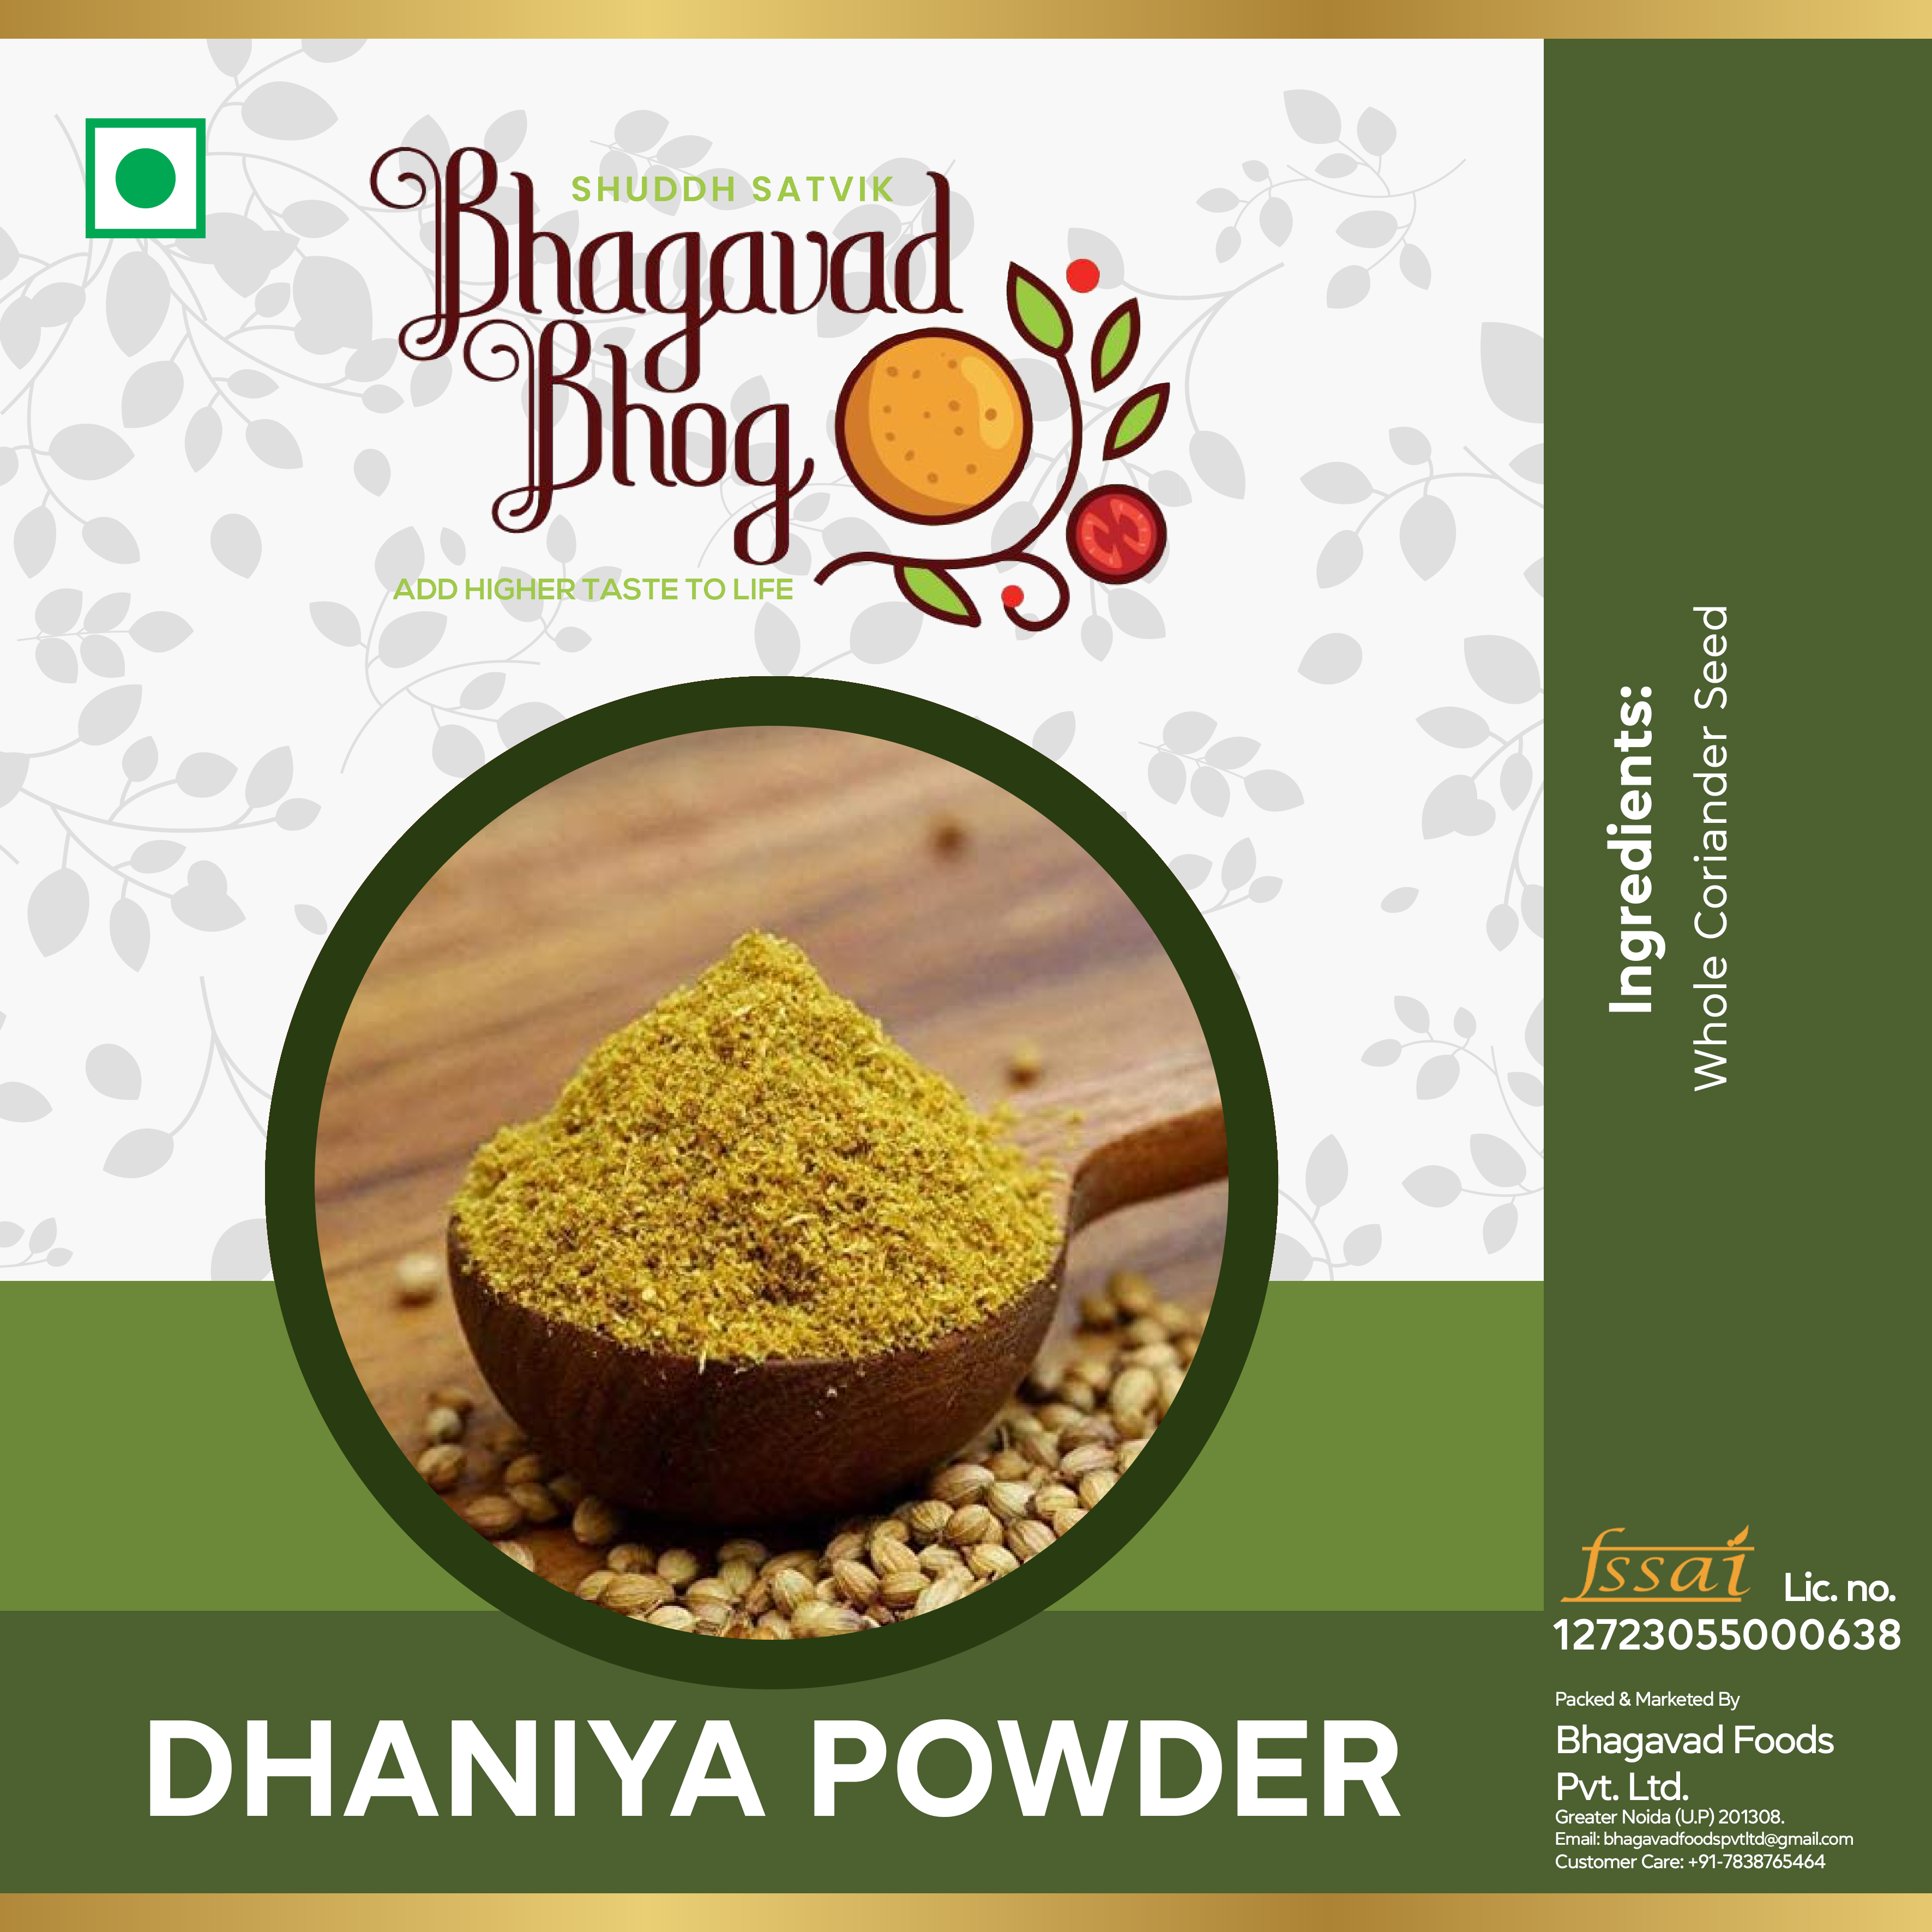 SHUDDH SATVIK
Bhagavad
Bhog
ADD HIGHER TASTE TO LIFE
DHANIYA POWDER
Ingredients:
Whole Coriander Seed
fssai Lic. no.
12723055000638
Packed & Marketed By
Bhagavad Foods
Pvt. Ltd.
Greater Noida (U.P) 201308.
Email: bhagavadfoodspvtltd@gmail.com
Customer Care: +91-7838765464